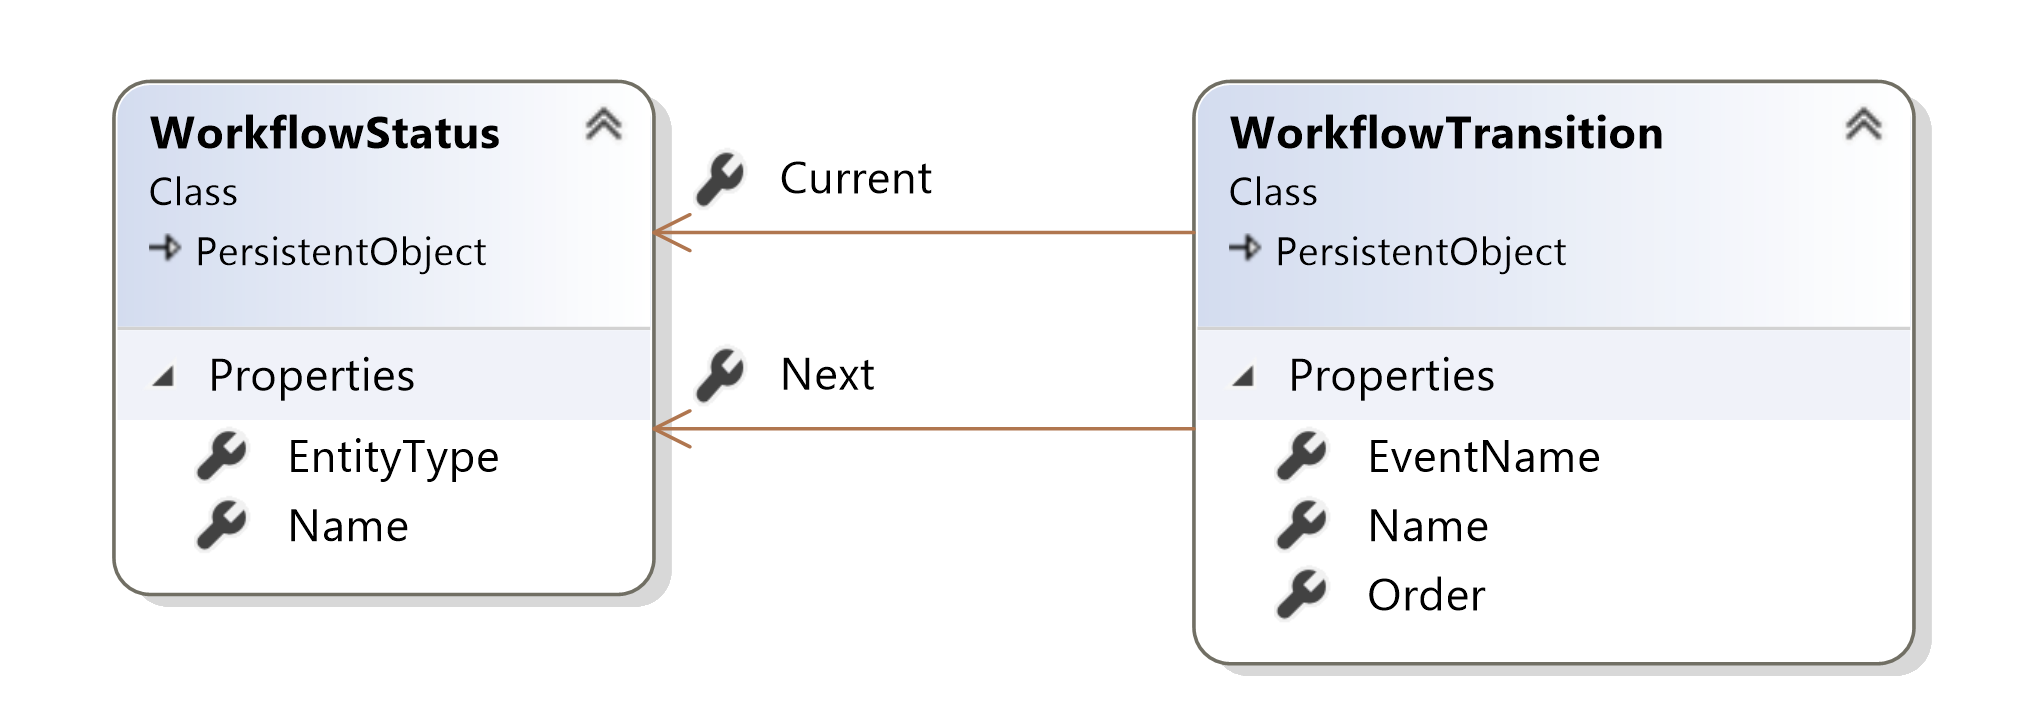 WorkflowStatus
Class
PersistentObject
Properties
EntityType
Name
Current
Next
WorkflowTransition
Class
PersistentObject
Properties
EventName
Name
Order